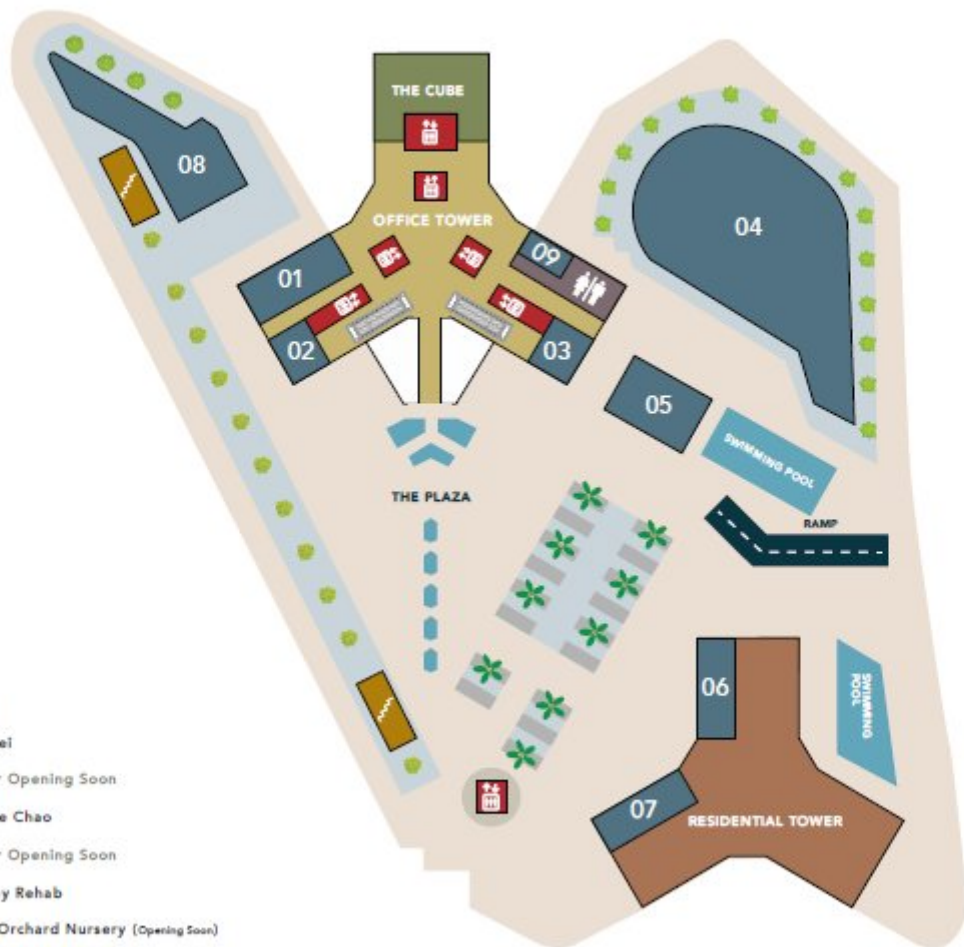 THE CUBE
08
OFFICE TOWER
04
09
01
02
03
05
SWIMMING POOL
THE PLAZA
RAMP
06
SWIMMING
POOL
07
RESIDENTIAL TOWER
ei
Opening Soon
e Chao
Opening Soon
y Rehab
Orchard Nursery (Opening Soon)